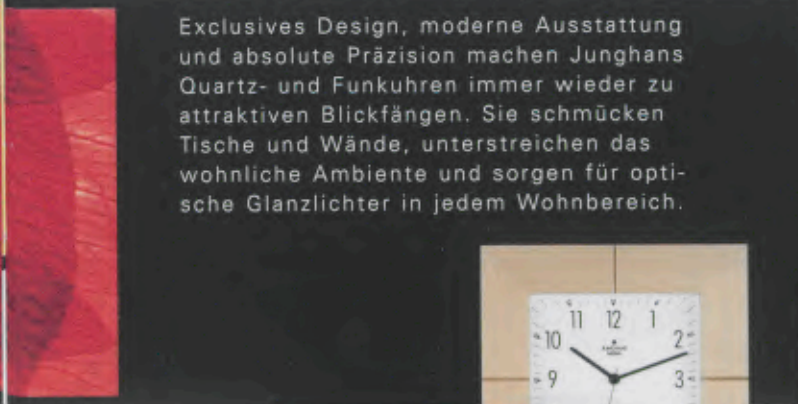 Exclusives Design, moderne Ausstattung
und absolute Präzision machen Junghans
Quartz- und Funkuhren immer wieder zu
attraktiven Blickfängen. Sie schmücken
Tische und Wände, unterstreichen das
wohnliche Ambiente und sorgen für opti-
sche Glanzlichter in jedem Wohnbereich.
11 12 1
10 2
9 3